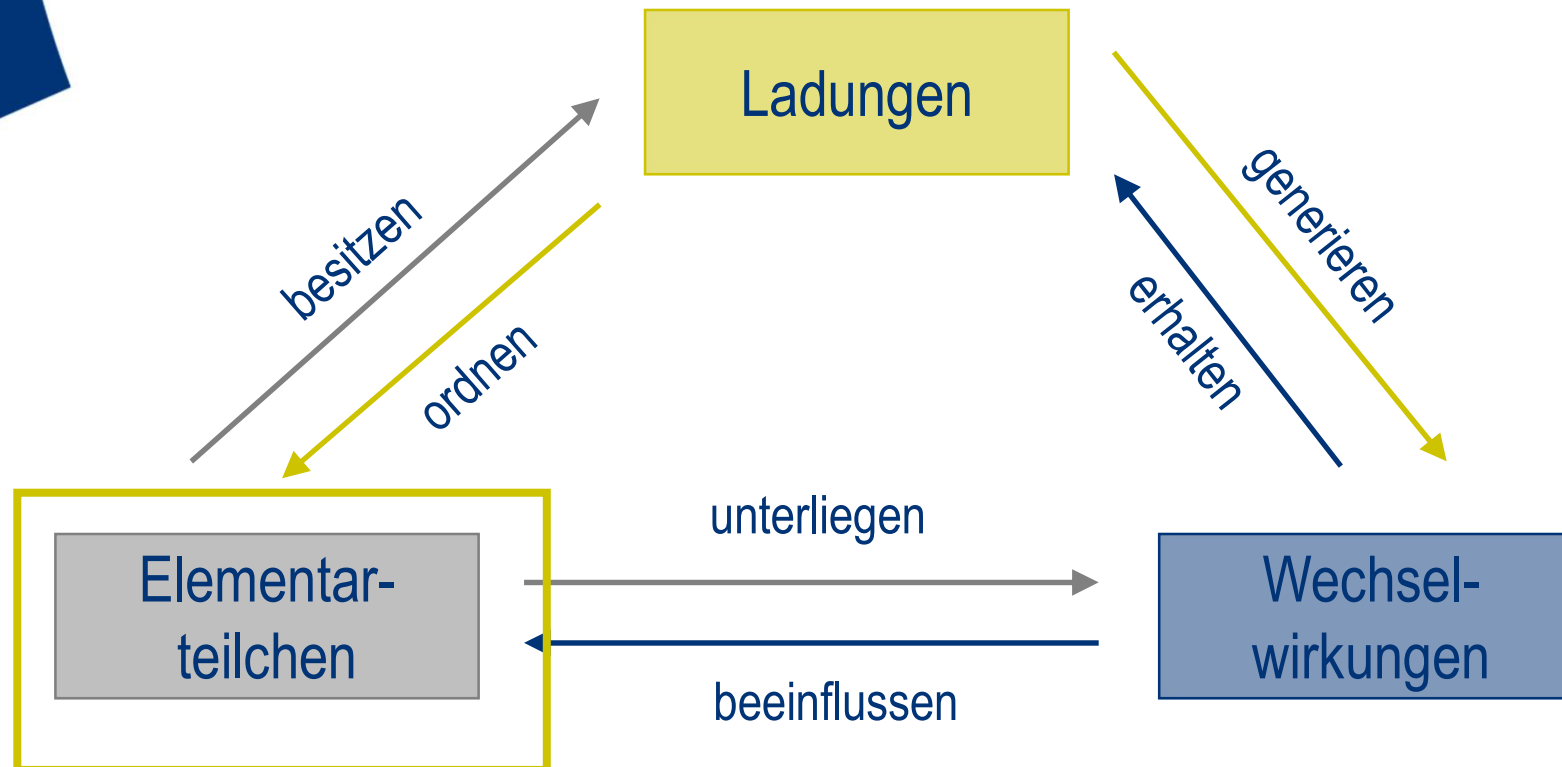 Ladungen
generieren
besitzen
erhalten
ordnen
unterliegen
Elementar-
teilchen
Wechsel-
wirkungen
beeinflussen